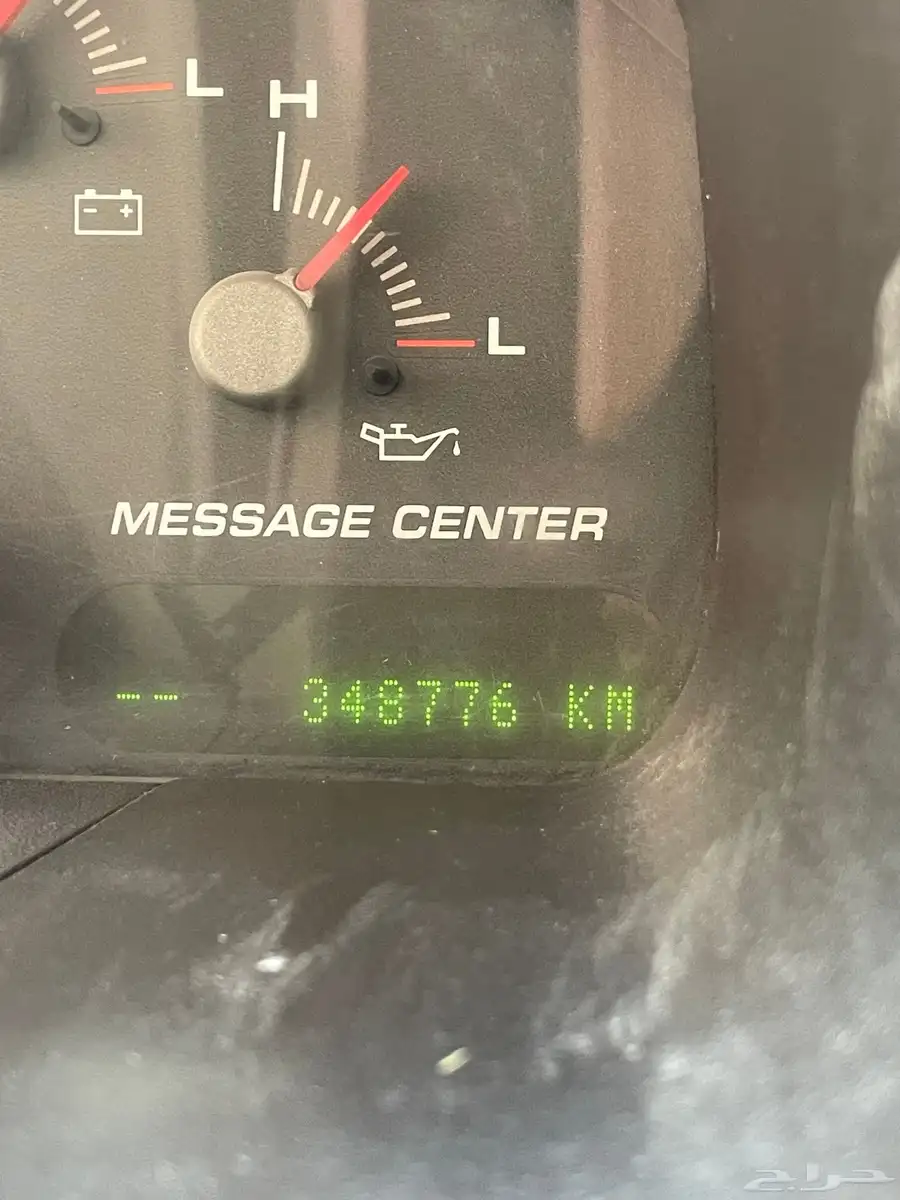 L
H
L
- +
MESSAGE CENTER
-- 348776 KM
حراج